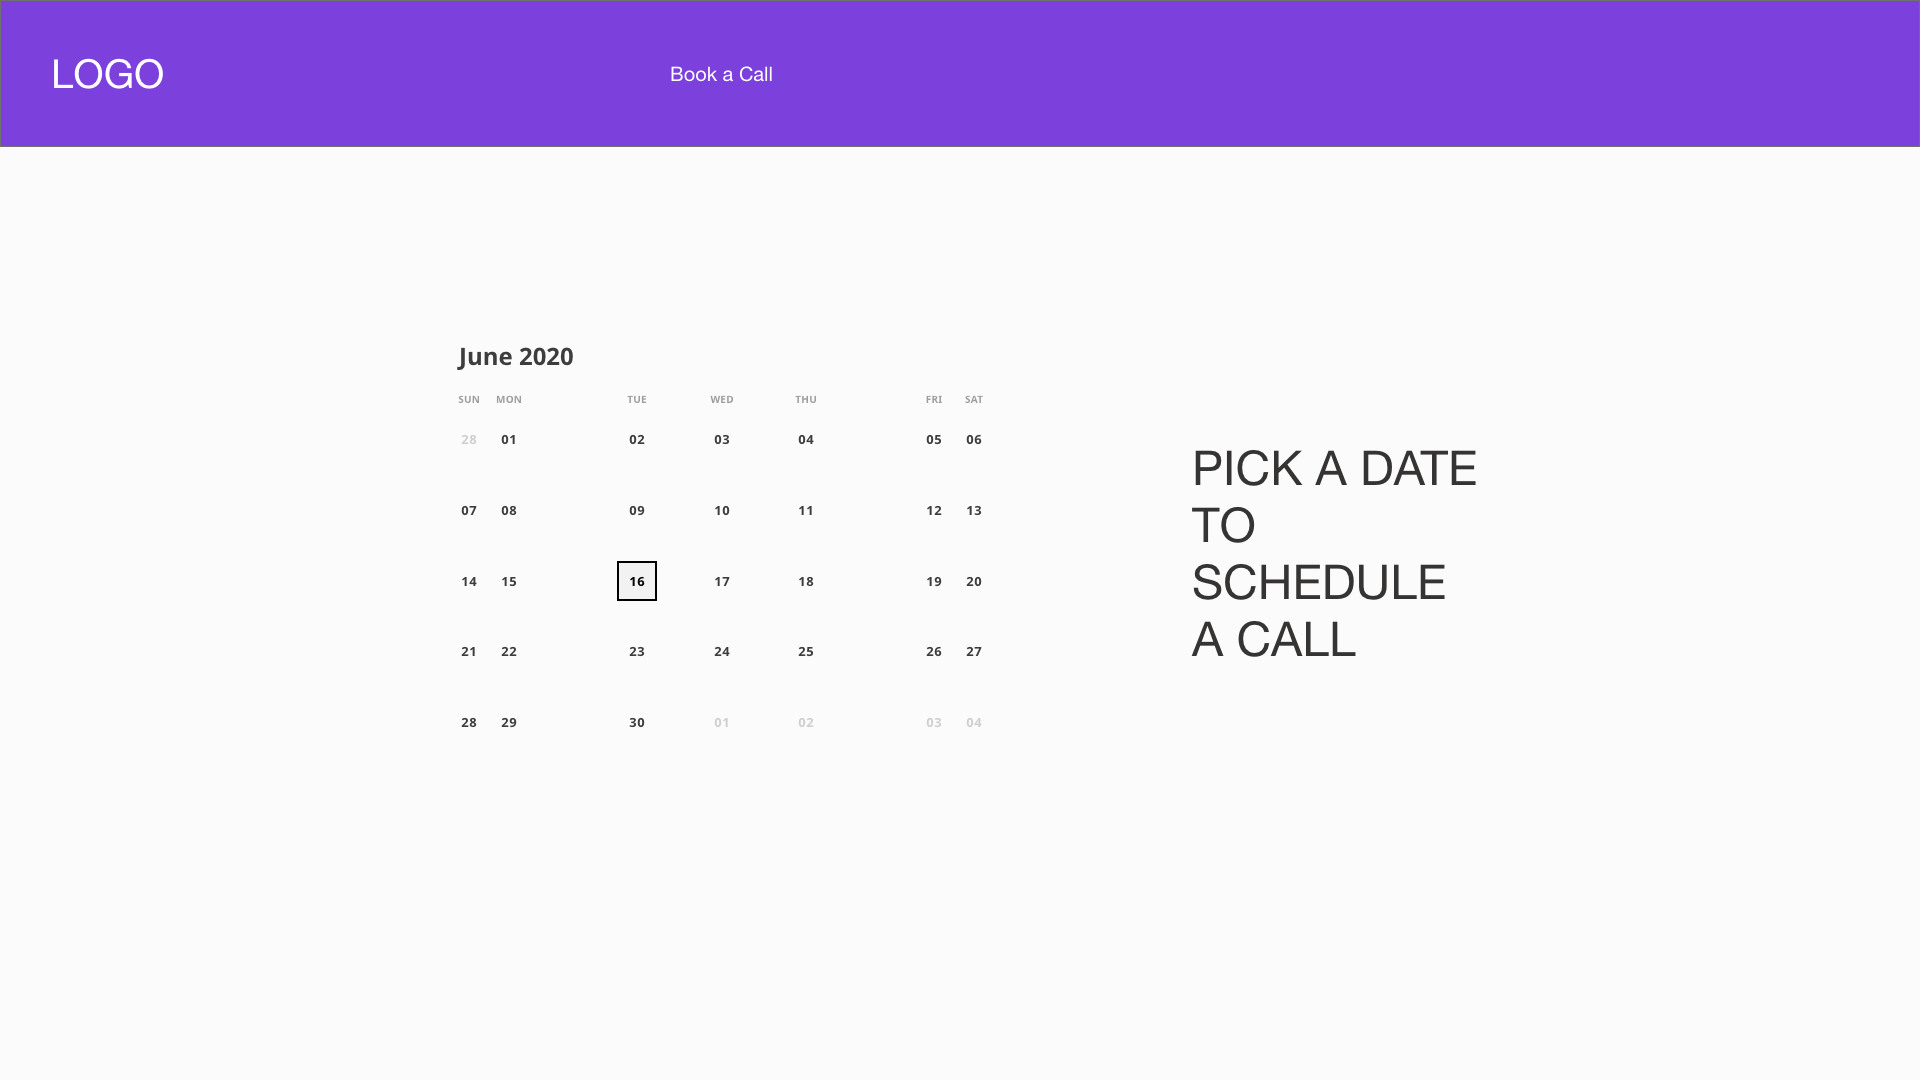 LOGO
Book a Call
June 2020
SUN MON TUE WED THU FRI SAT
28 01 02 03 04 05 06
07 08 09 10 11 12 13
14 15 16 17 18 19 20
21 22 23 24 25 26 27
28 29 30 01 02 03 04
PICK A DATE
TO
SCHEDULE
A CALL